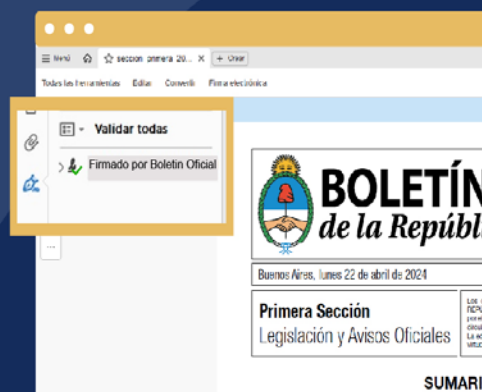 Menú
seccion primera 20...
+ Crear
Todas las herramientas Editar Convertir Firma electrónica
Validar todas
Firmado por Boletin Oficial
BOLETÍN
de la Repúbl
Buenos Aires, lunes 22 de abril de 2024
Primera Sección
Legislación y Avisos Oficiales
SUMARI